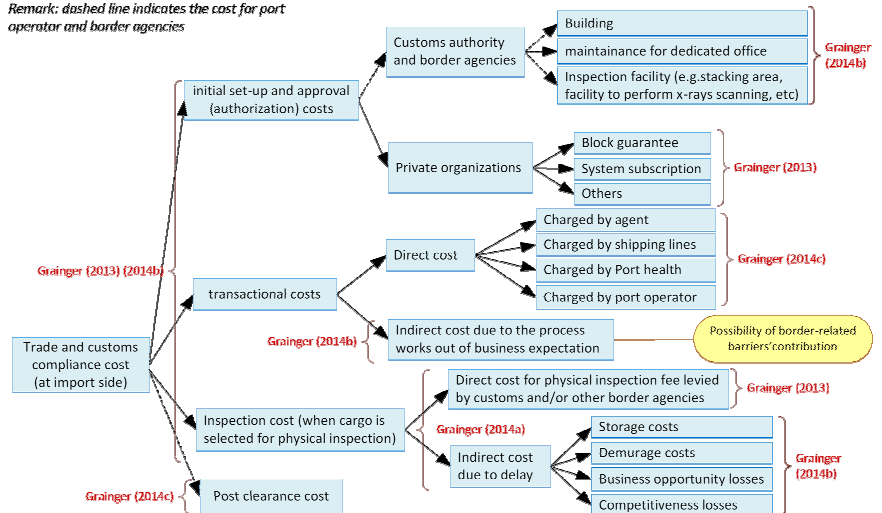 Remark: dashed line indicates the cost for port
operator and border agencies
Building
maintainance for dedicated office
Inspection facility (e.g.stacking area,
facility to perform x-rays scanning, etc)
Grainger
(2014b)
Customs authority
and border agencies
initial set-up and approval
(authorization) costs
Private organizations
Block guarantee
System subscription
Others
Grainger (2013)
Grainger (2013) (2014b)
transactional costs
Direct cost
Charged by agent
Charged by shipping lines
Charged by Port health
Charged by port operator
Grainger (2014c)
Grainger (2014b)
Indirect cost due to the process
works out of business expectation
Possibility of border-related
barriers'contribution
Trade and customs
compliance cost
(at import side)
Inspection cost (when cargo is
selected for physical inspection)
Grainger (2014a)
Direct cost for physical inspection fee levied
by customs and/or other border agencies
Grainger (2013)
Indirect cost
due to delay
Storage costs
Demurage costs
Business opportunity losses
Competitiveness losses
Grainger
(2014b)
Grainger (2014c)
Post clearance cost